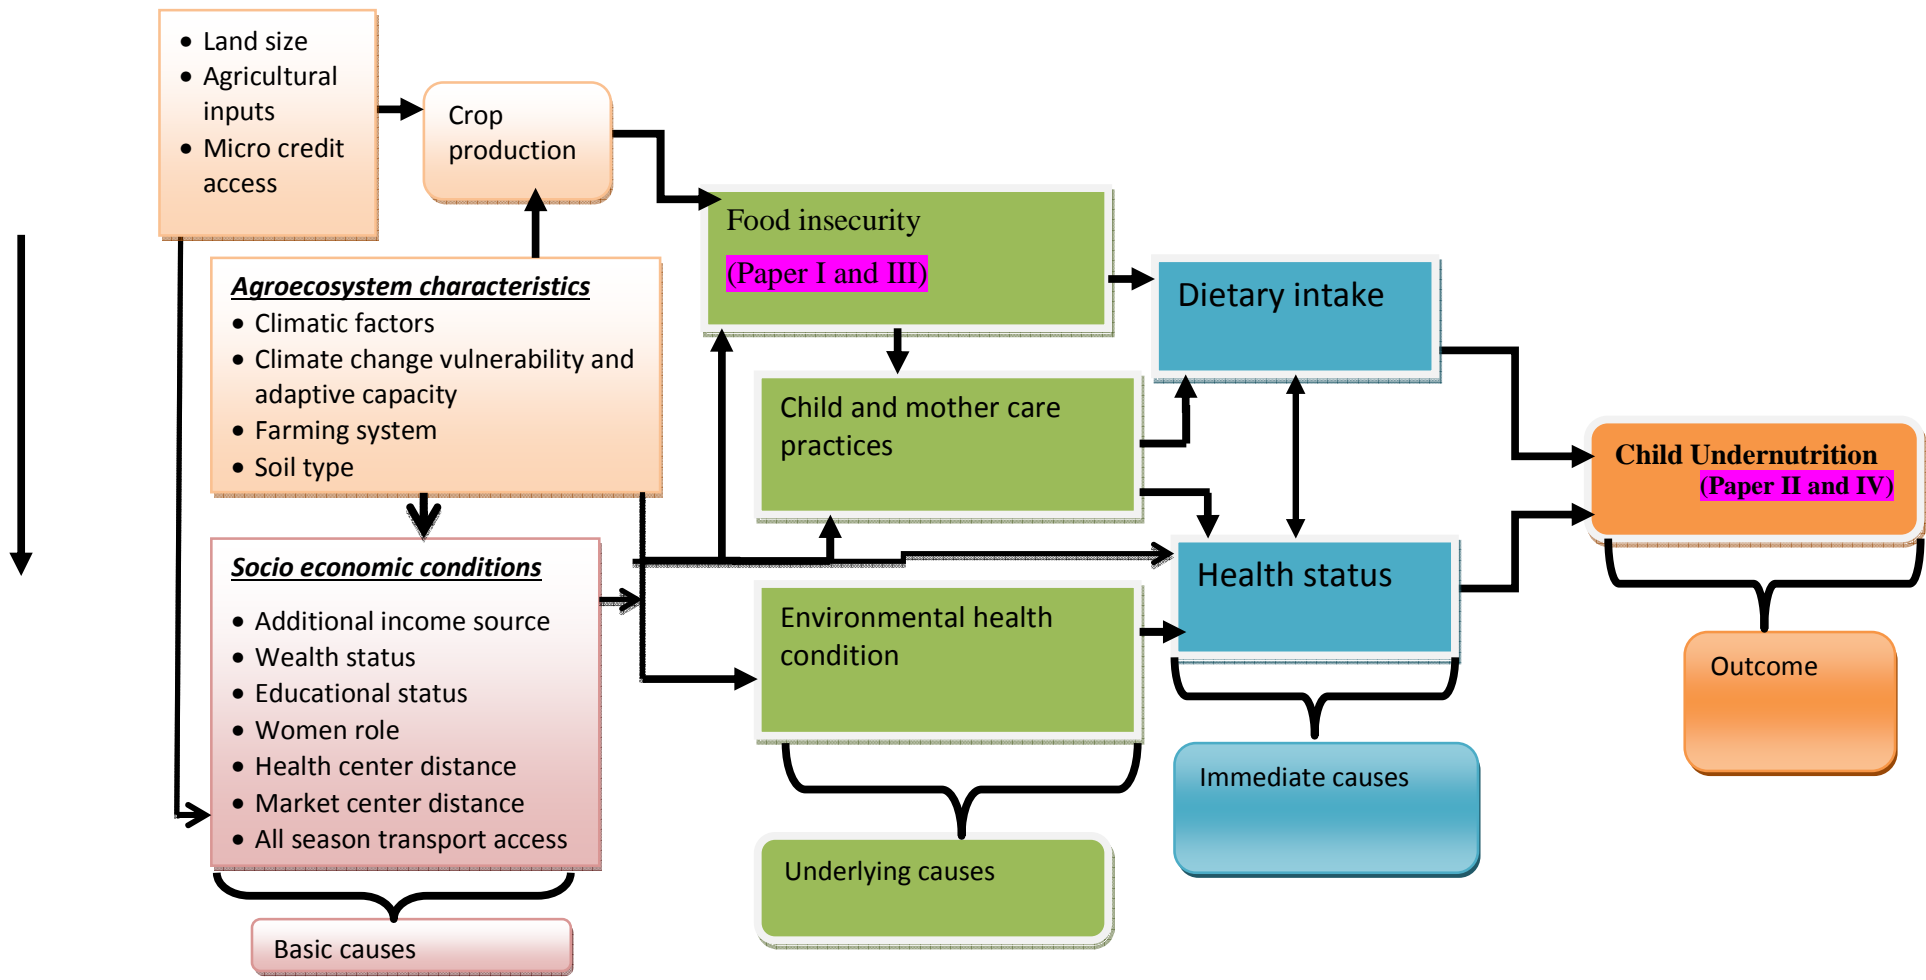 • Land size
• Agricultural
inputs
• Micro credit
access
Crop
production
Food insecurity
(Paper I and III)
Agroecosystem characteristics
• Climatic factors
• Climate change vulnerability and
adaptive capacity
• Farming system
• Soil type
Dietary intake
Child and mother care
practices
Child Undernutrition
(Paper II and IV)
Socio economic conditions
• Additional income source
• Wealth status
• Educational status
• Women role
• Health center distance
• Market center distance
• All season transport access
Health status
Environmental health
condition
Outcome
Immediate causes
Underlying causes
Basic causes